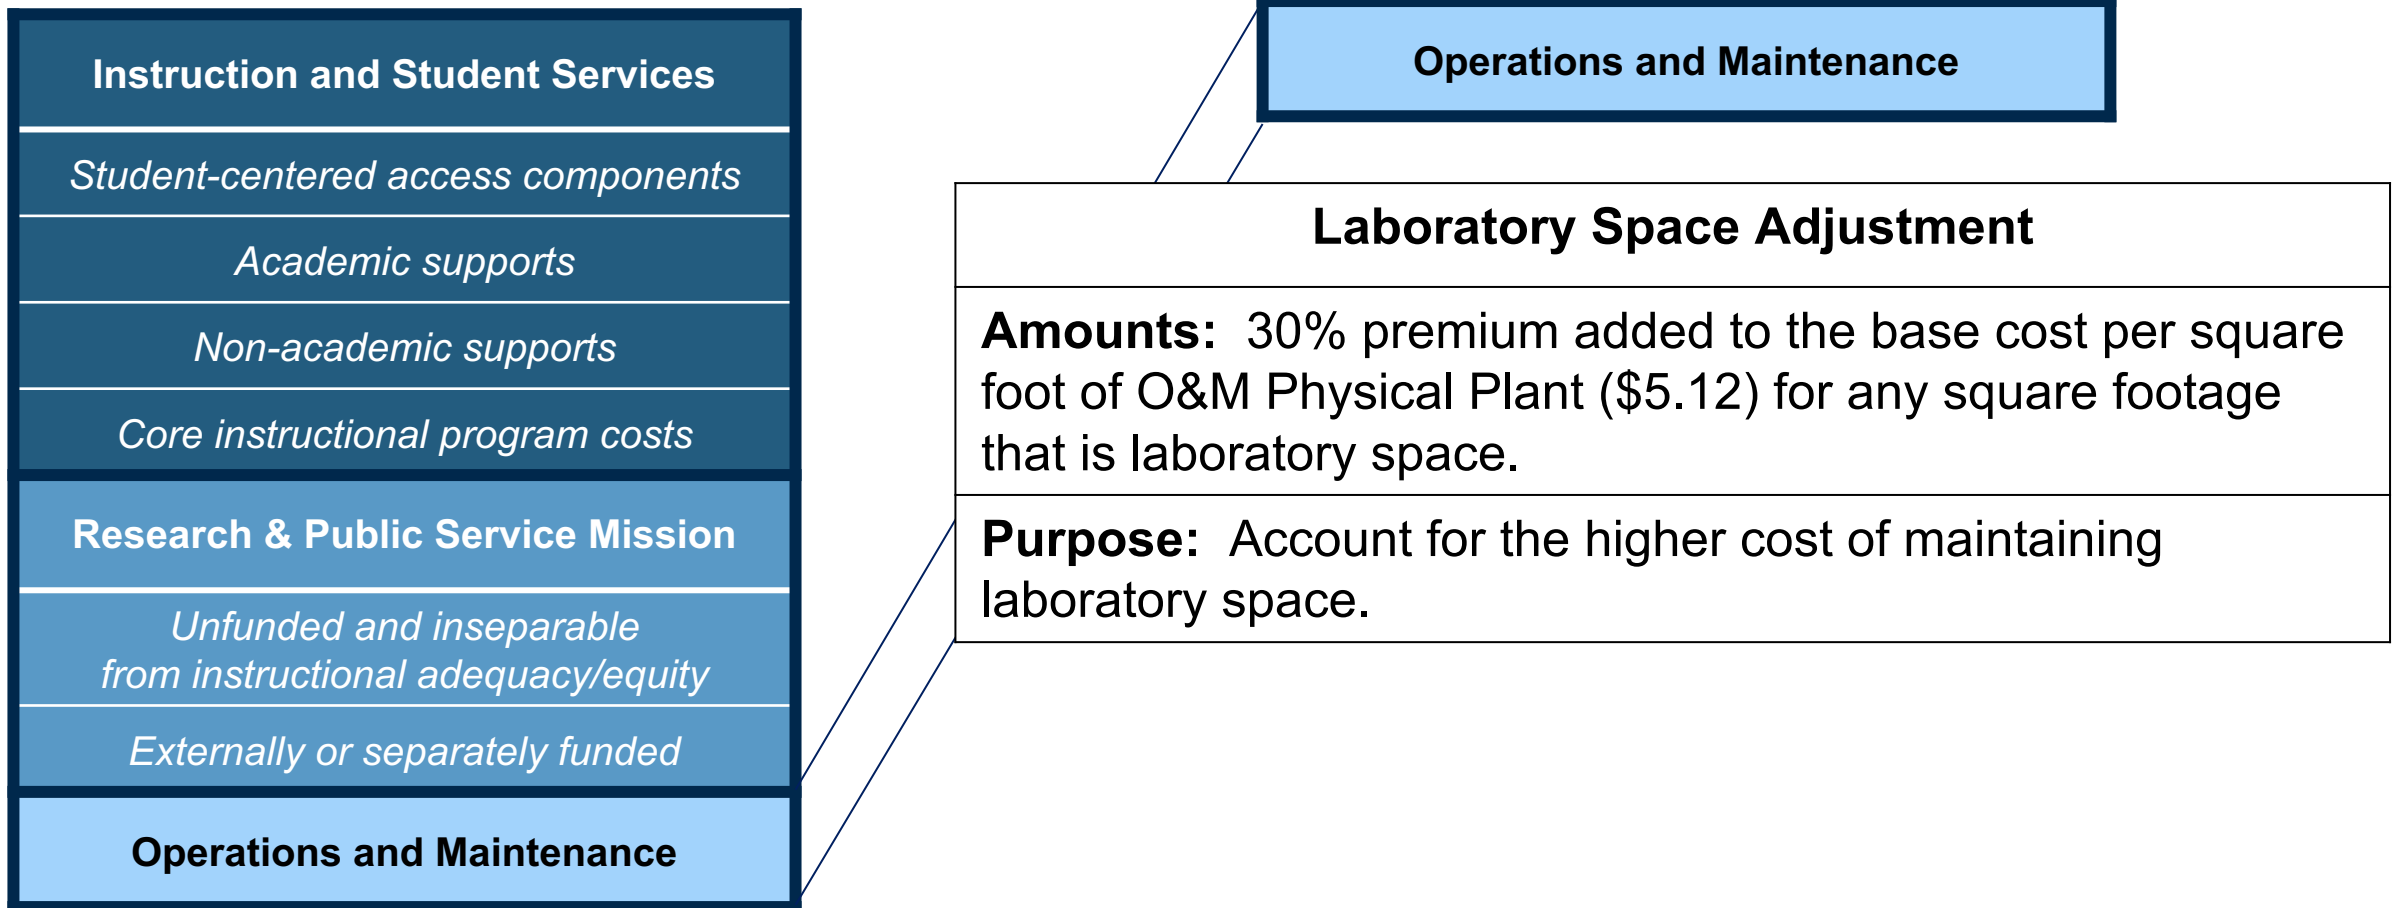 Instruction and Student Services
Student-centered access components
Academic supports
Non-academic supports
Core instructional program costs
Research & Public Service Mission
Unfunded and inseparable
from instructional adequacy/equity
Externally or separately funded
Operations and Maintenance
Operations and Maintenance
Laboratory Space Adjustment
Amounts: 30% premium added to the base cost per square
foot of O&M Physical Plant ($5.12) for any square footage
that is laboratory space.
Purpose: Account for the higher cost of maintaining
laboratory space.